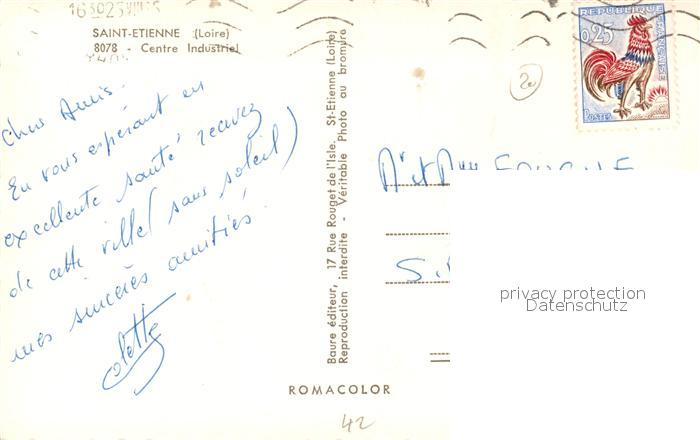 SAINT-ETIENNE (Loire)
8078 - Centre Industriel
Chers Amis.
En vous espérant en
excellente santé recevez
de cette ville (sans soleil)
mes sincères amitiés.
Colette
Baure éditeur, 17 Rue Rouget de l'Isle, St-Etienne (Loire)
Reproduction interdite - Véritable Photo au bromure
ROMACOLOR
42
20
REPUBLIQUE
FRANÇAISE
0,25
POSTES
privacy protection
Datenschutz